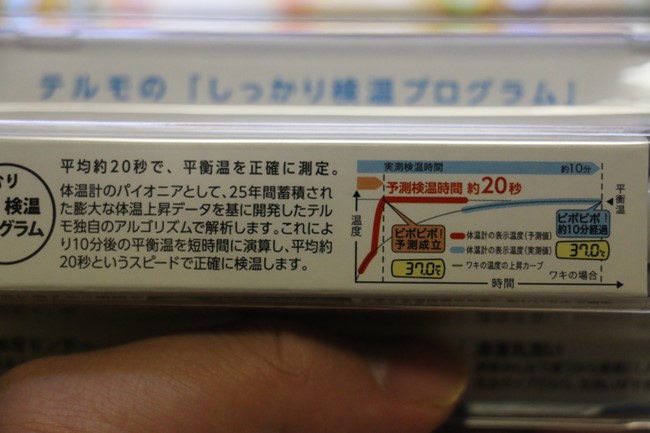 テルモの「しっかり検温プログラム」
検温
グラム
平均約20秒で、平衡温を正確に測定。
体温計のパイオニアとして、25年間蓄積され
た膨大な体温上昇データを基に開発したテル
モ独自のアルゴリズムで解析します。これによ
り10分後の平衡温を短時間に演算し、平均約
20秒というスピードで正確に検温します。
実測検温時間 約10分
予測検温時間 約20秒
温度
平衡温
ピピピピ!
予測成立
37.0℃
体温計の表示温度(予測値)
体温計の表示温度(実測値)
ワキの温度の上昇カーブ
ピピピピ!
約10分経過
37.0℃
ワキの場合
時間